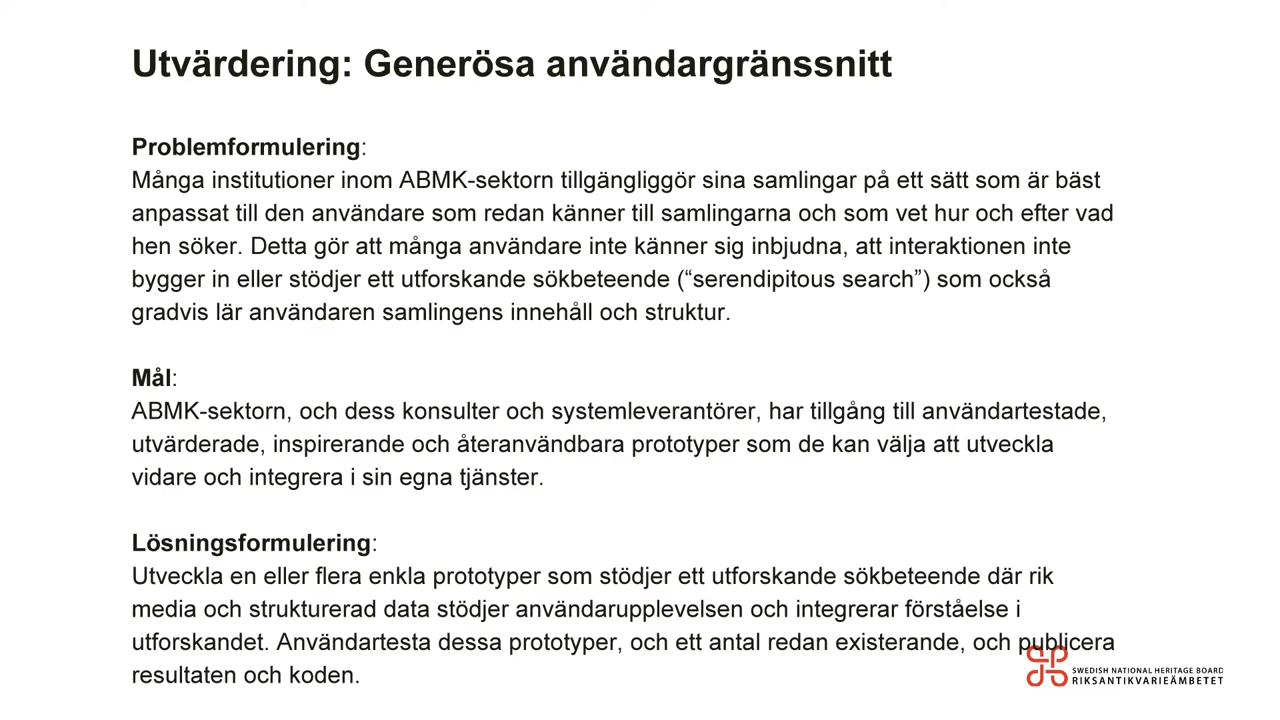 Utvärdering: Generösa användargränssnitt
Problemformulering:
Många institutioner inom ABMK-sektorn tillgängliggör sina samlingar på ett sätt som är bäst
anpassat till den användare som redan känner till samlingarna och som vet hur och efter vad
hen söker. Detta gör att många användare inte känner sig inbjudna, att interaktionen inte
bygger in eller stödjer ett utforskande sökbeteende (“serendipitous search”) som också
gradvis lär användaren samlingens innehåll och struktur.
Mål:
ABMK-sektorn, och dess konsulter och systemleverantörer, har tillgång till användartestade,
utvärderade, inspirerande och återanvändbara prototyper som de kan välja att utveckla
vidare och integrera i sin egna tjänster.
Lösningsformulering:
Utveckla en eller flera enkla prototyper som stödjer ett utforskande sökbeteende där rik
media och strukturerad data stödjer användarupplevelsen och integrerar förståelse i
utforskandet. Användartesta dessa prototyper, och ett antal redan existerande, och publicera
resultaten och koden.
SWEDISH NATIONAL HERITAGE BOARD
RIKSANTIKVARIEÄMBETET